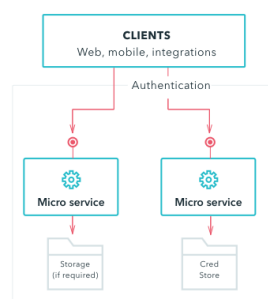 CLIENTS
Web, mobile, integrations
Authentication
Micro service
Micro service
Storage
(if required)
Cred
Store